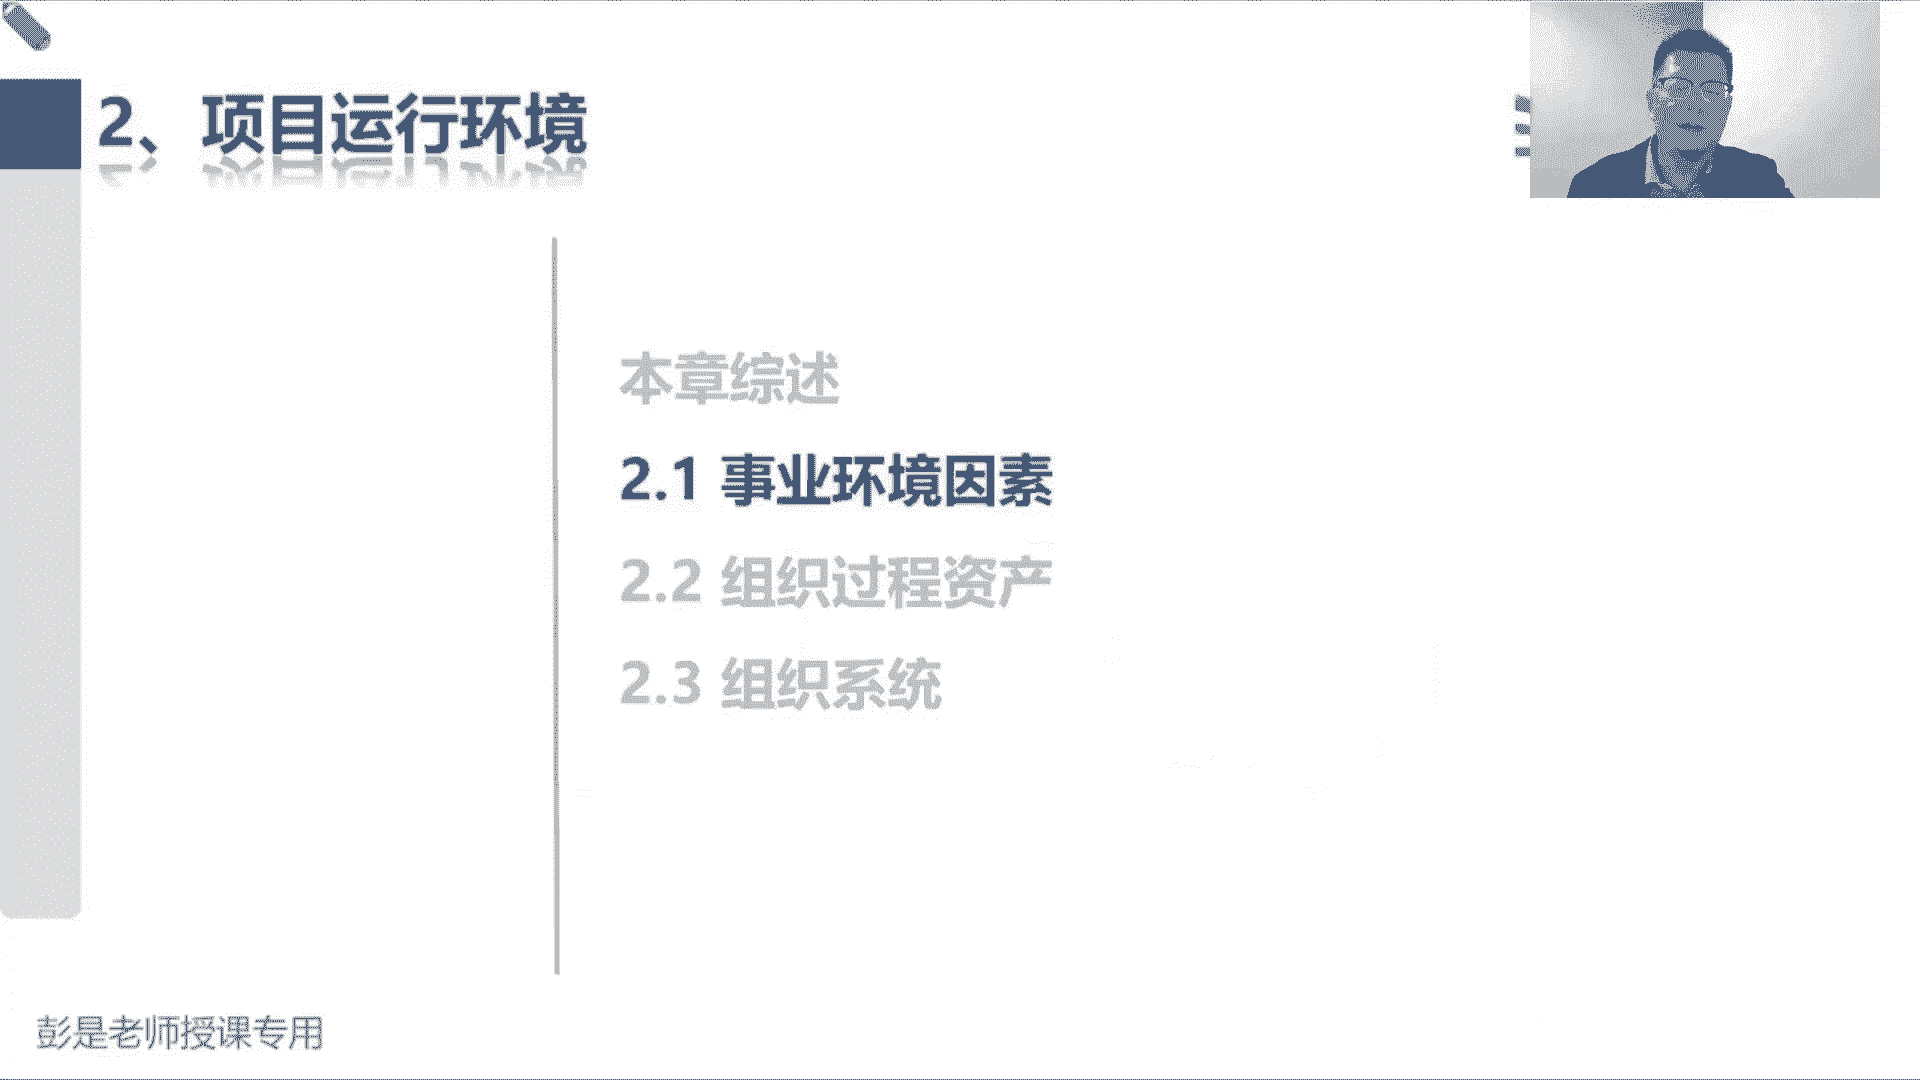 2、项目运行环境
本章综述
2.1 事业环境因素
2.2 组织过程资产
2.3 组织系统
彭是老师授课专用